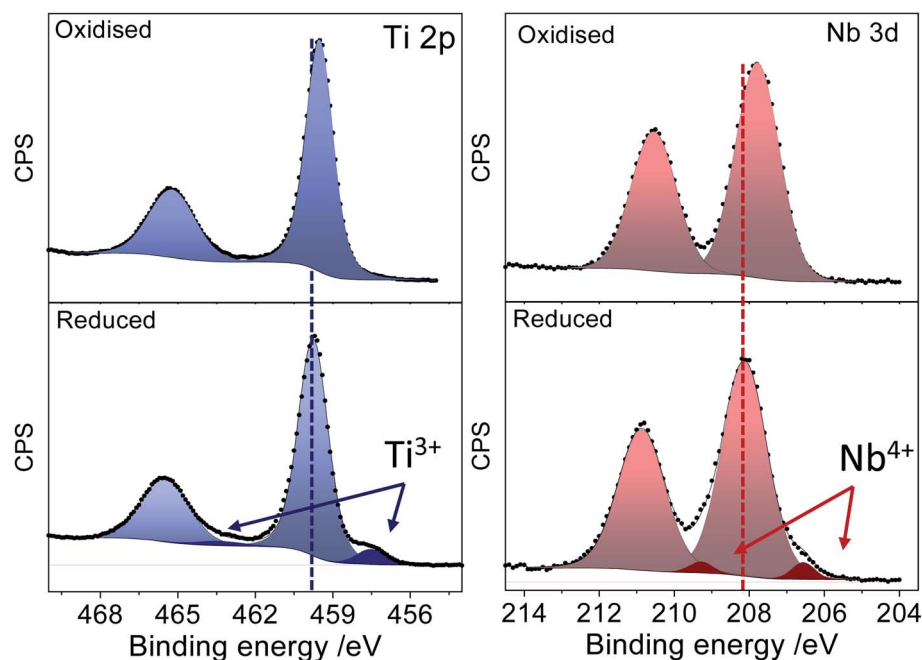 Oxidised
Ti 2p
CPS
Reduced
CPS
Ti³⁺
468 465 462 459 456
Binding energy /eV
Oxidised
Nb 3d
CPS
Reduced
CPS
Nb⁴⁺
214 212 210 208 206 204
Binding energy /eV